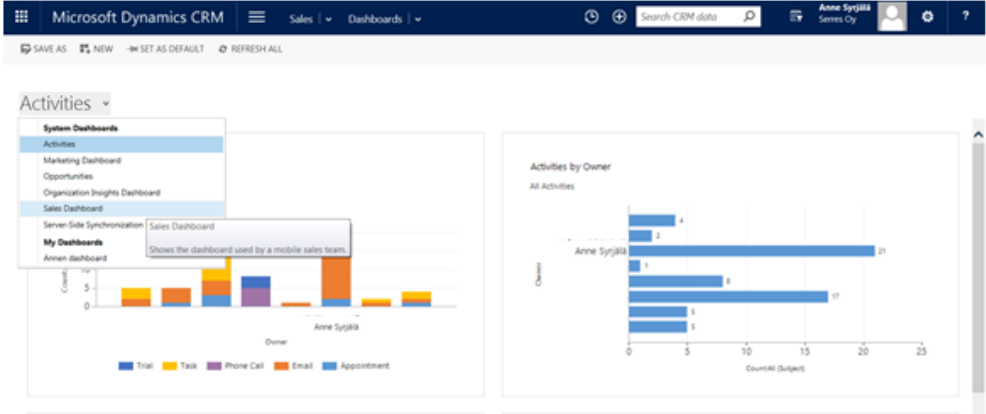 Microsoft Dynamics CRM Sales Dashboards Search CRM data Anne Syrjälä
Serres Oy ?
SAVE AS NEW SET AS DEFAULT REFRESH ALL
Activities
System Dashboards
Activities
Marketing Dashboard
Opportunities
Organization Insights Dashboard
Sales Dashboard
Server-Side Synchronization
My Dashboards
Annen dashboard
Sales Dashboard
Shows the dashboard used by a mobile sales team.
10
5
0
Anne Syrjälä
Owner
Trial Task Phone Call Email Appointment
Activities by Owner
All Activities
4
2
Anne Syrjälä 21
1
8
17
5
5
0 5 10 15 20 25
Count:All (Subject)